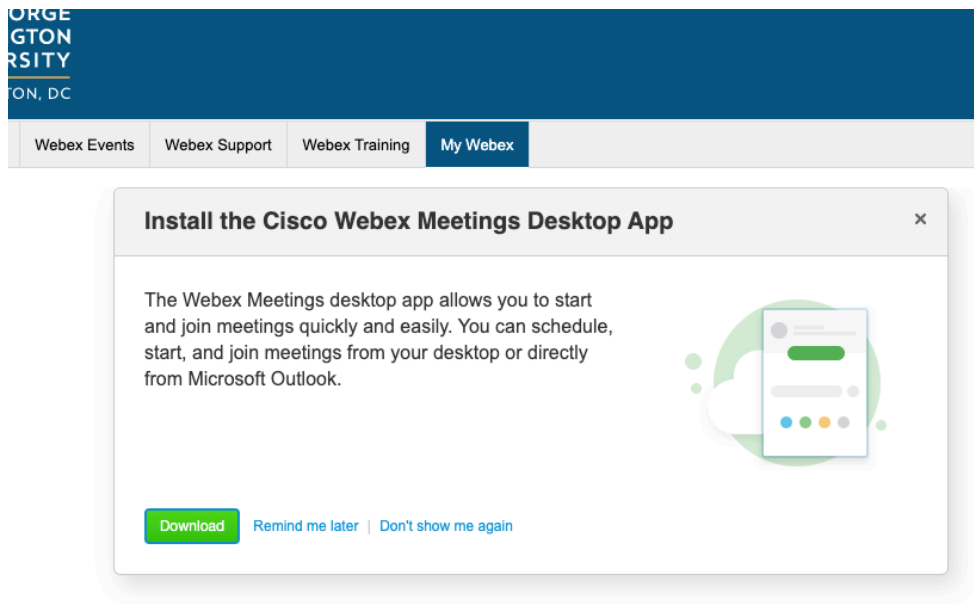 ORGE
GTON
RSITY
TON, DC
Webex Events Webex Support Webex Training My Webex
Install the Cisco Webex Meetings Desktop App ×
The Webex Meetings desktop app allows you to start
and join meetings quickly and easily. You can schedule,
start, and join meetings from your desktop or directly
from Microsoft Outlook.
Download Remind me later | Don't show me again